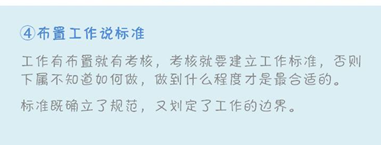 ④布置工作说标准
工作有布置就有考核，考核就要建立工作标准，否则
下属不知道如何做，做到什么程度才是最合适的。
标准既确立了规范，又划定了工作的边界。